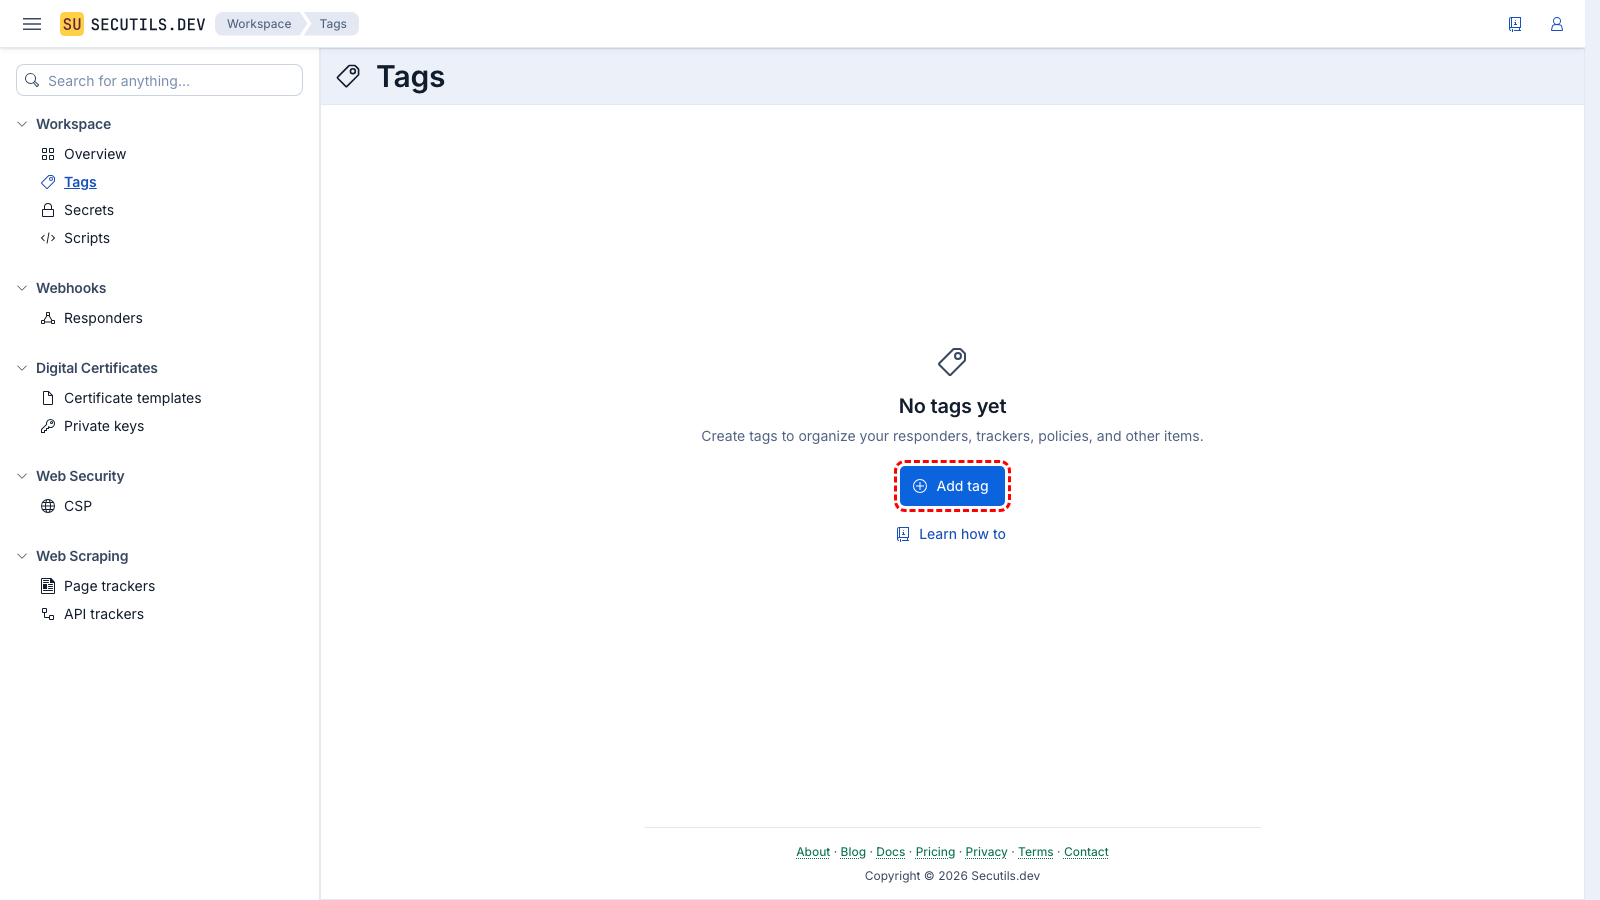 SU SECUTILS.DEV
Workspace
Tags
Search for anything...
Workspace
Overview
Tags
Secrets
Scripts
Webhooks
Responders
Digital Certificates
Certificate templates
Private keys
Web Security
CSP
Web Scraping
Page trackers
API trackers
Tags
No tags yet
Create tags to organize your responders, trackers, policies, and other items.
Add tag
Learn how to
About · Blog · Docs · Pricing · Privacy · Terms · Contact
Copyright © 2026 Secutils.dev